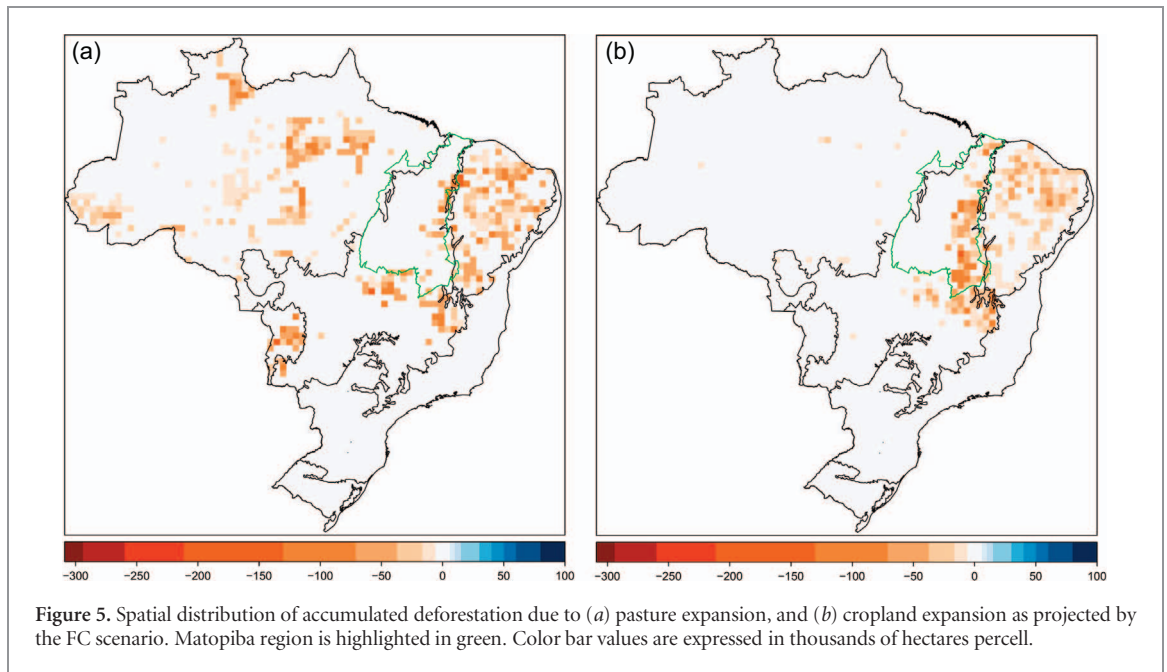 (a) (b)
−300 −250 −200 −150 −100 −50 0 50 100 −300 −250 −200 −150 −100 −50 0 50 100
Figure 5. Spatial distribution of accumulated deforestation due to (a) pasture expansion, and (b) cropland expansion as projected by
the FC scenario. Matopiba region is highlighted in green. Color bar values are expressed in thousands of hectares percell.